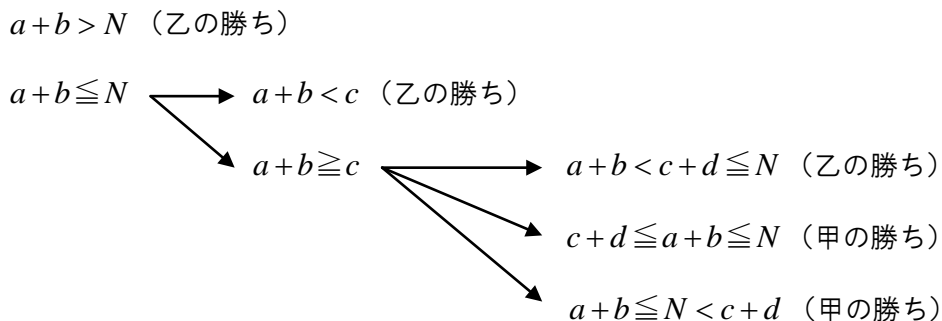 a+b>N （乙の勝ち）
a+b≦N a+b<c （乙の勝ち）
a+b≧c a+b<c+d≦N （乙の勝ち）
c+d≦a+b≦N （甲の勝ち）
a+b≦N<c+d （甲の勝ち）